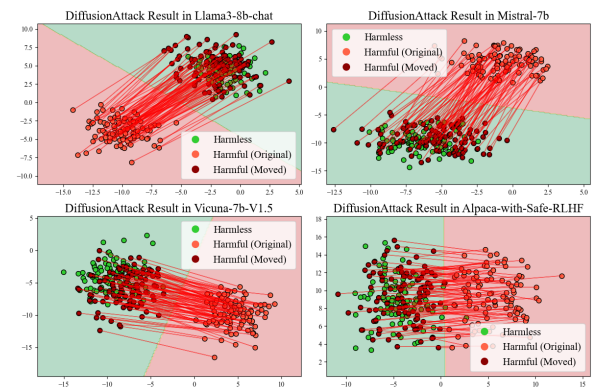 DiffusionAttack Result in Llama3-8b-chat
10.0
7.5
5.0
2.5
0.0
−2.5
−5.0
−7.5
−10.0
Harmless
Harmful (Original)
Harmful (Moved)
−15.0 −12.5 −10.0 −7.5 −5.0 −2.5 0.0 2.5 5.0
DiffusionAttack Result in Mistral-7b
10
5
0
−5
−10
−15
Harmless
Harmful (Original)
Harmful (Moved)
−12.5 −10.0 −7.5 −5.0 −2.5 0.0 2.5 5.0
DiffusionAttack Result in Vicuna-7b-V1.5
5
0
−5
−10
−15
Harmless
Harmful (Original)
Harmful (Moved)
−15 −10 −5 0 5 10
DiffusionAttack Result in Alpaca-with-Safe-RLHF
18
16
14
12
10
8
6
4
2
Harmless
Harmful (Original)
Harmful (Moved)
−10 −5 0 5 10 15